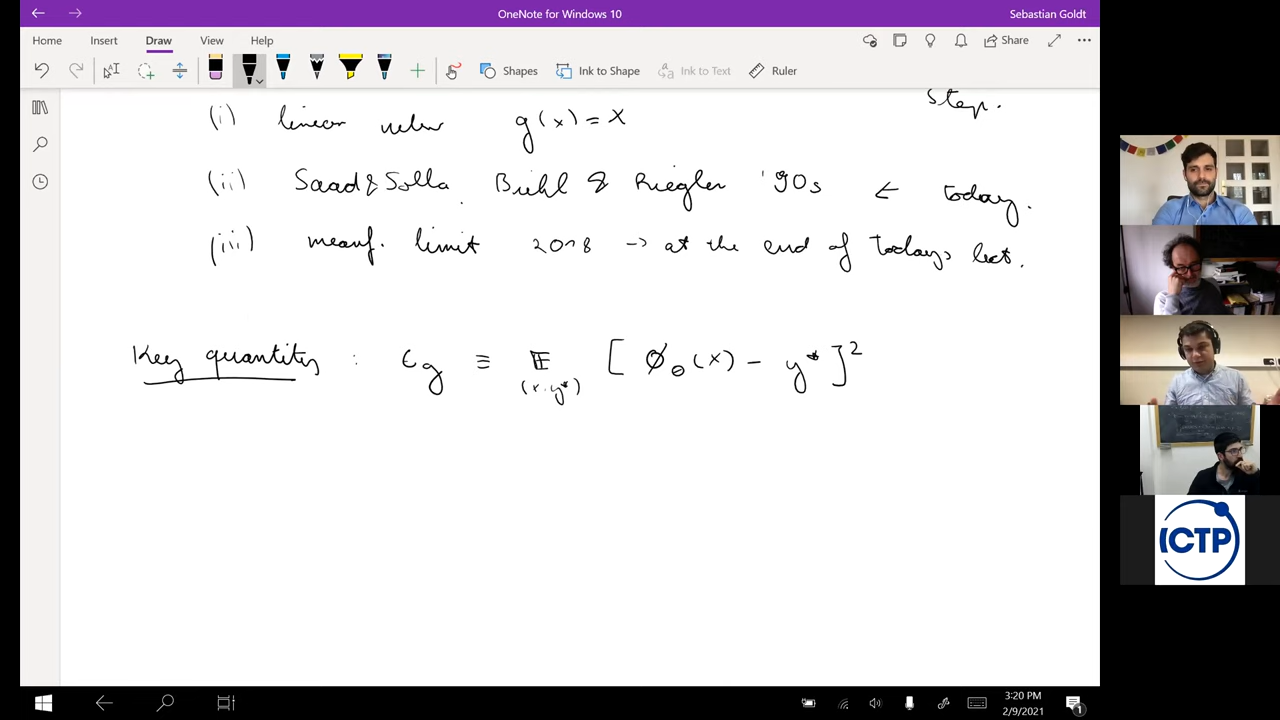 OneNote for Windows 10
Sebastian Goldt
Home Insert Draw View Help
Share
Shapes
Ink to Shape
Ink to Text
Ruler
step.
(i) linear g(x) = x
(ii) Saad & Solla Biehl & Riegler '90s ← today.
(iii) meanf. limit 2018 → at the end of todays lect.
Key quantity : ϵg ≡ 𝔼 [ ϕθ(x) - y* ]²
(x,y*)
ICTP
3:20 PM
2/9/2021
1